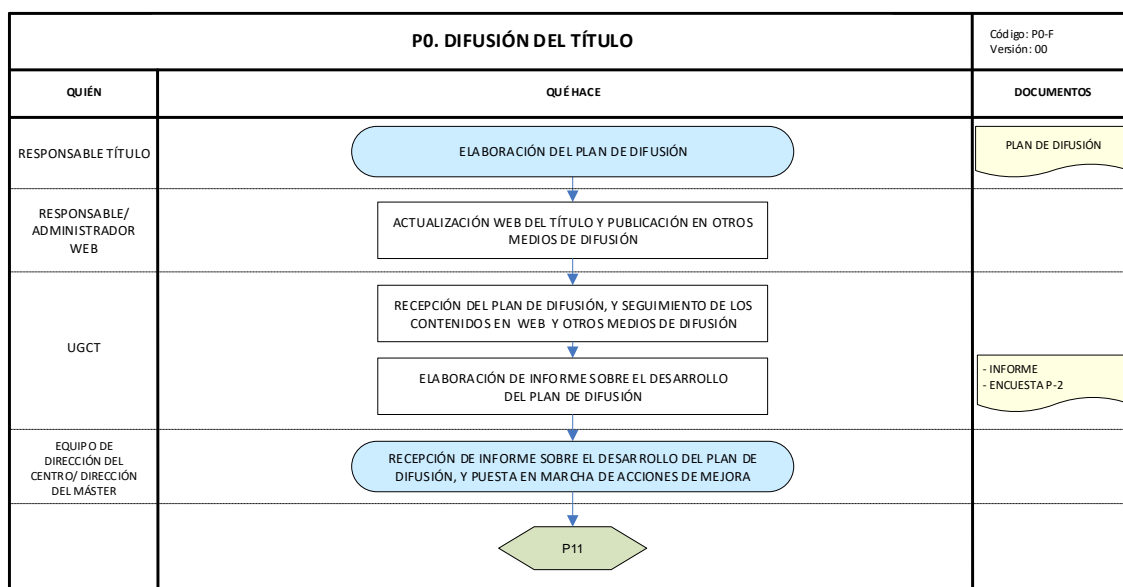 P0. DIFUSIÓN DEL TÍTULO
Código: P0-F
Versión: 00
QUIÉN
QUÉ HACE
DOCUMENTOS
RESPONSABLE TÍTULO
ELABORACIÓN DEL PLAN DE DIFUSIÓN
PLAN DE DIFUSIÓN
RESPONSABLE/
ADMINISTRADOR
WEB
ACTUALIZACIÓN WEB DEL TÍTULO Y PUBLICACIÓN EN OTROS
MEDIOS DE DIFUSIÓN
UGCT
RECEPCIÓN DEL PLAN DE DIFUSIÓN, Y SEGUIMIENTO DE LOS
CONTENIDOS EN WEB Y OTROS MEDIOS DE DIFUSIÓN
ELABORACIÓN DE INFORME SOBRE EL DESARROLLO
DEL PLAN DE DIFUSIÓN
- INFORME
- ENCUESTA P-2
EQUIPO DE
DIRECCIÓN DEL
CENTRO/ DIRECCIÓN
DEL MÁSTER
RECEPCIÓN DE INFORME SOBRE EL DESARROLLO DEL PLAN DE
DIFUSIÓN, Y PUESTA EN MARCHA DE ACCIONES DE MEJORA
P11